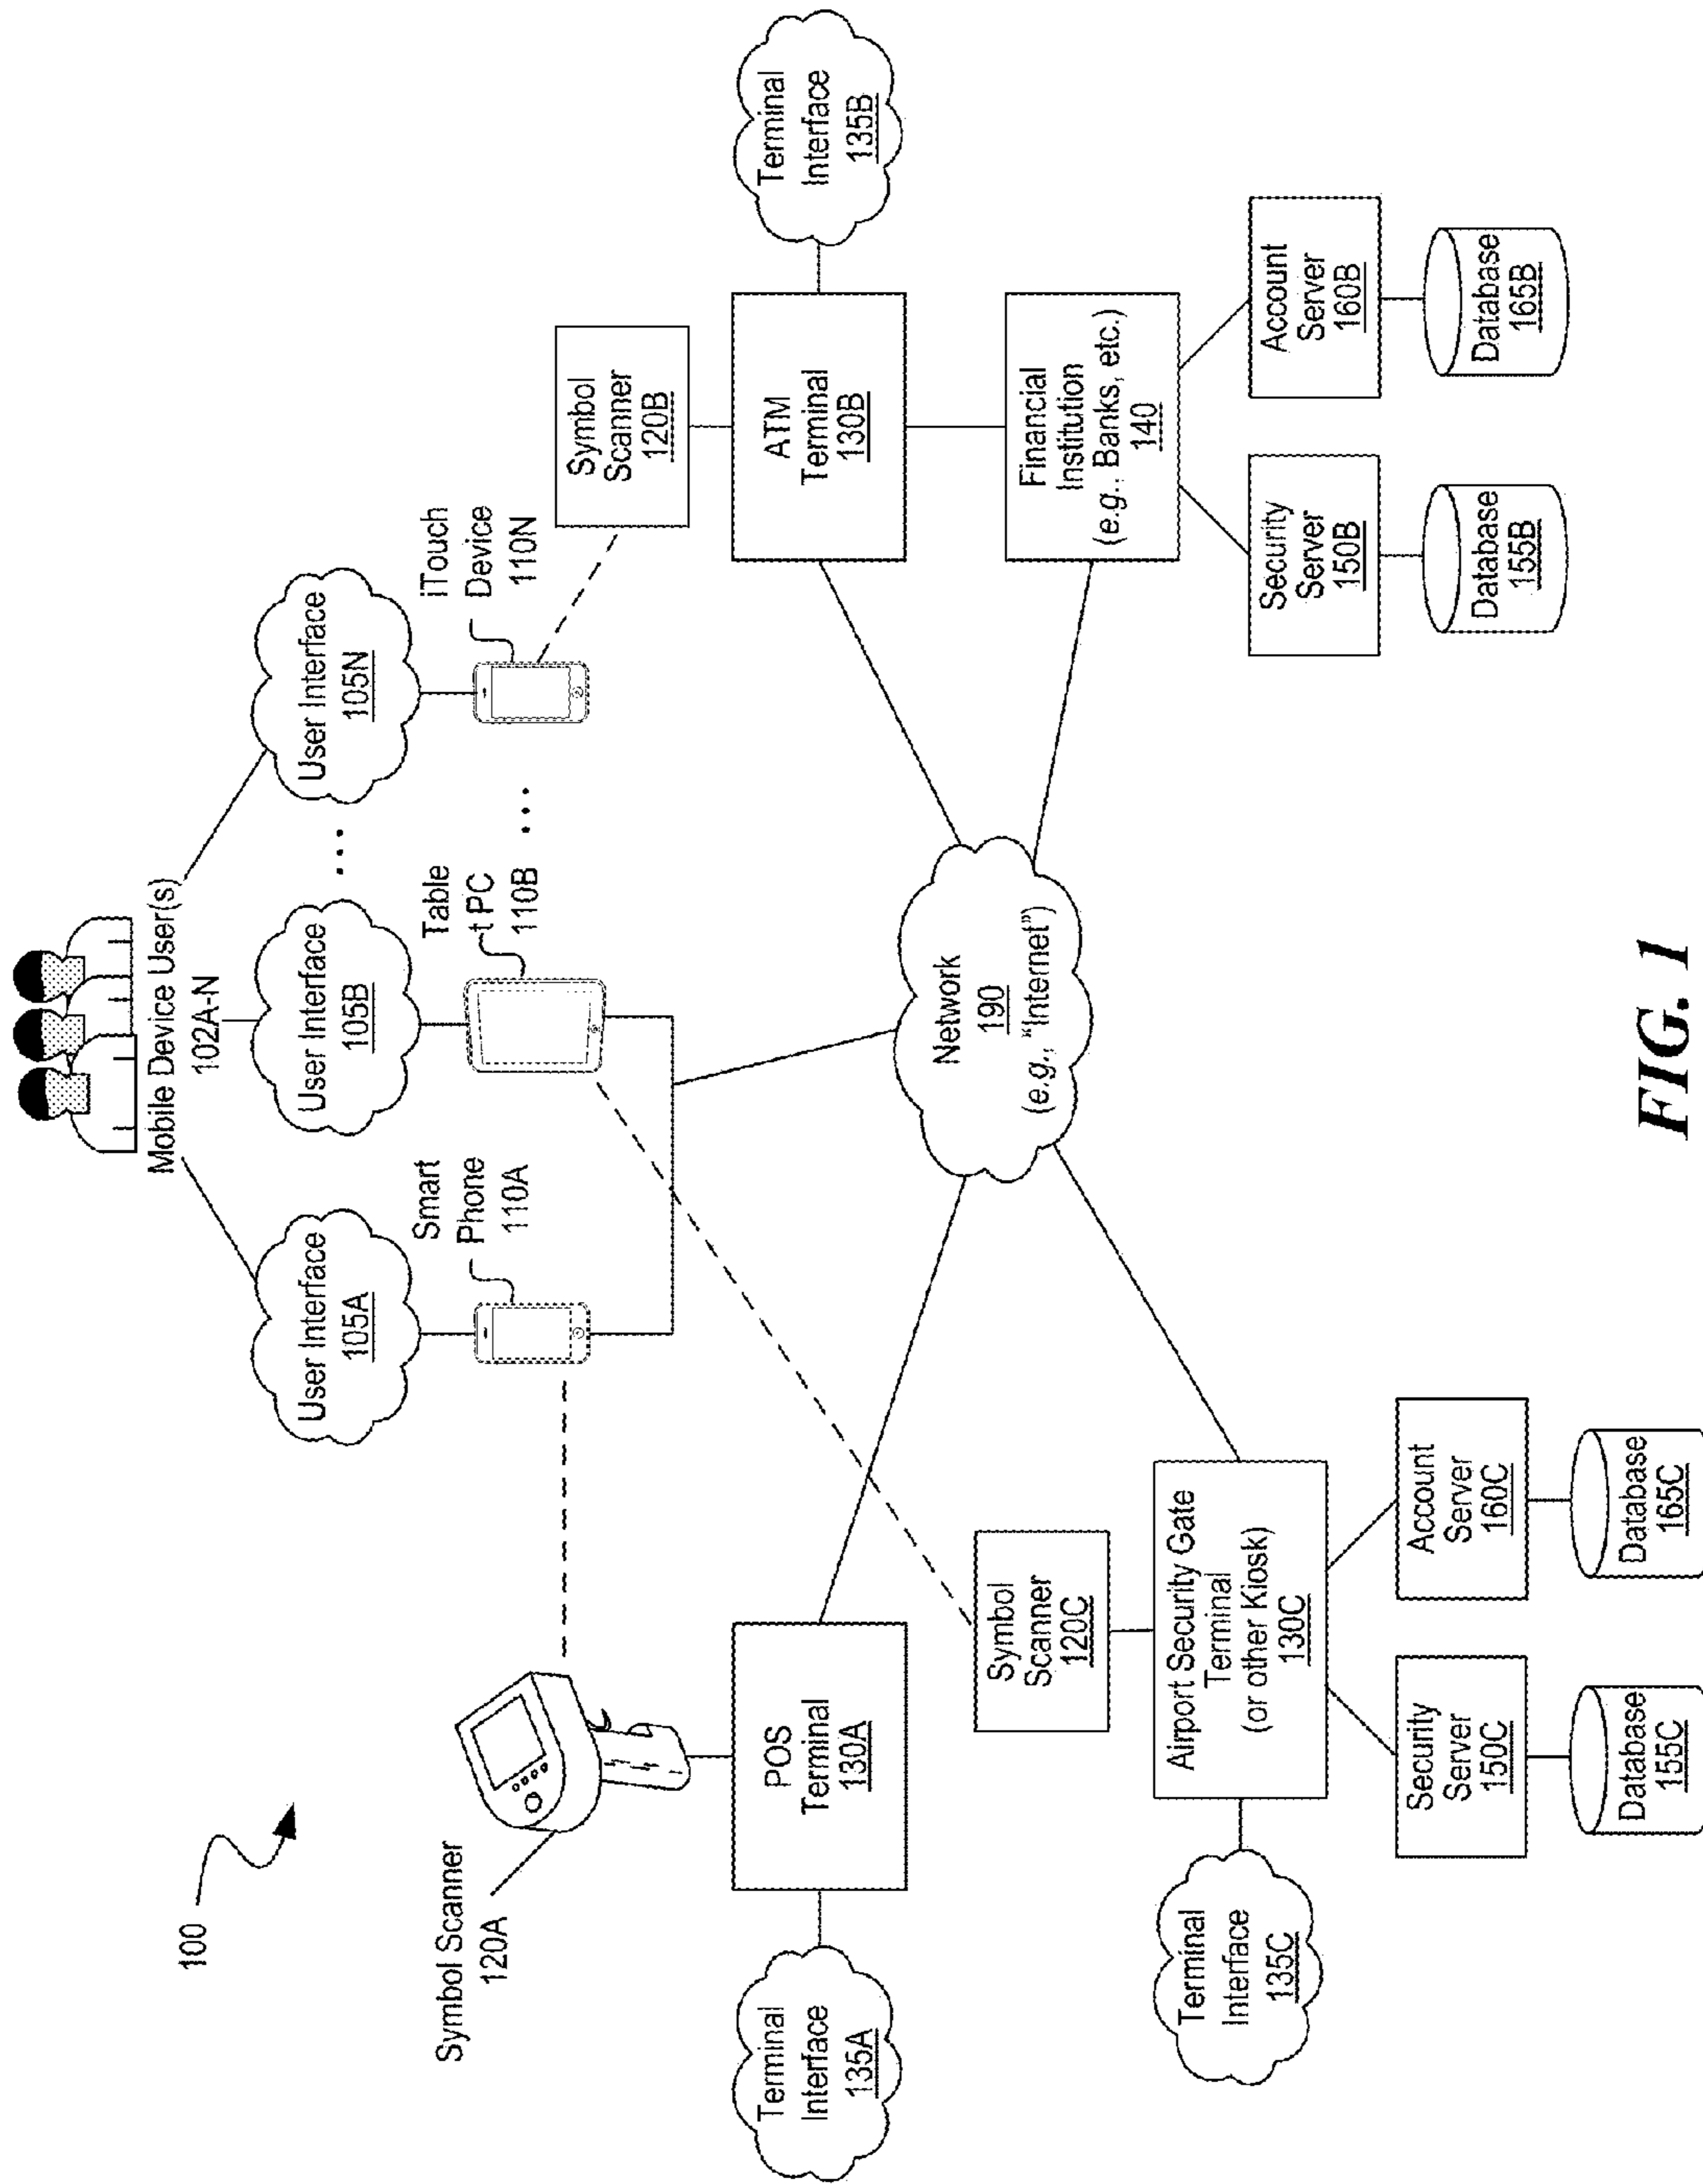 100
Mobile Device User(s)
102A-N
User Interface
105A
User Interface
105B
...
User Interface
105N
Smart
Phone
110A
Table
t PC
110B
...
iTouch
Device
110N
Symbol Scanner
120A
Symbol
Scanner
120B
Terminal
Interface
135A
POS
Terminal
130A
ATM
Terminal
130B
Terminal
Interface
135B
Network
190
(e.g., “Internet”)
Symbol
Scanner
120C
Financial
Institution
(e.g., Banks, etc.)
140
Terminal
Interface
135C
Airport Security Gate
Terminal
(or other Kiosk)
130C
Security
Server
150B
Account
Server
160B
Security
Server
150C
Account
Server
160C
Database
155B
Database
165B
Database
155C
Database
165C
FIG. 1